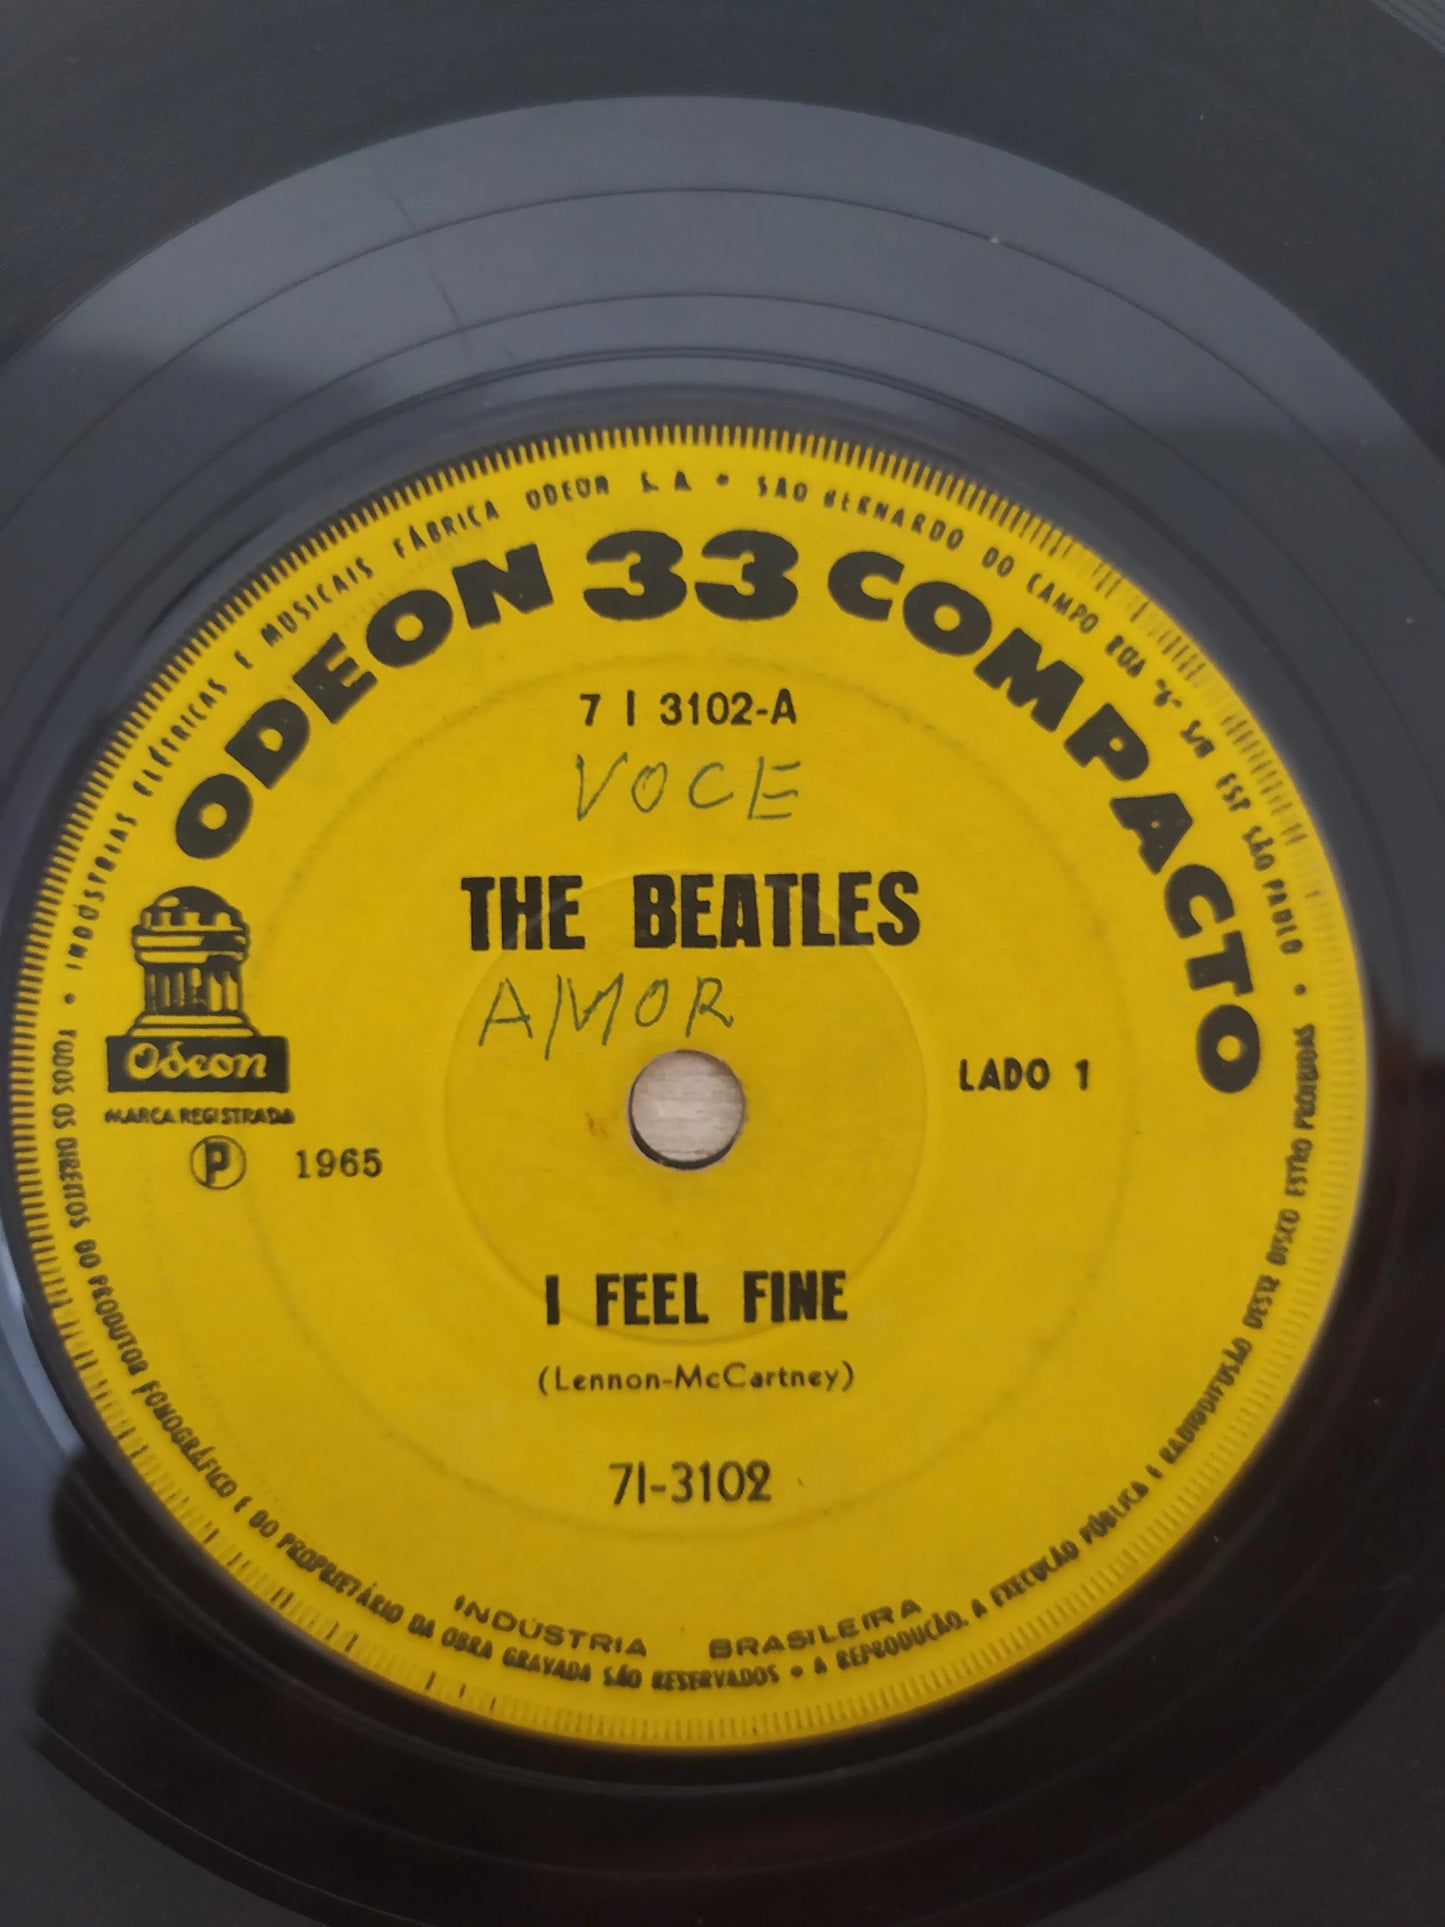 INDÚSTRIAS ELÉTRICAS E MUSICAIS FÁBRICA ODEON S. A. • SÃO BERNARDO DO CAMPO RUA "X" S/N ESP SÃO PAULO •
ODEON 33 COMPACTO
7 I 3102-A
VOCE
THE BEATLES
AMOR
Odeon
LADO 1
MARCA REGISTRADA
P 1965
I FEEL FINE
(Lennon-McCartney)
7I-3102
INDÚSTRIA BRASILEIRA
• TODOS OS DIREITOS DO PRODUTOR FONOGRÁFICO E DO PROPRIETÁRIO DA OBRA GRAVADA SÃO RESERVADOS • A REPRODUÇÃO, A EXECUÇÃO PÚBLICA E RADIODIFUSÃO DESTE DISCO ESTÃO PROIBIDAS